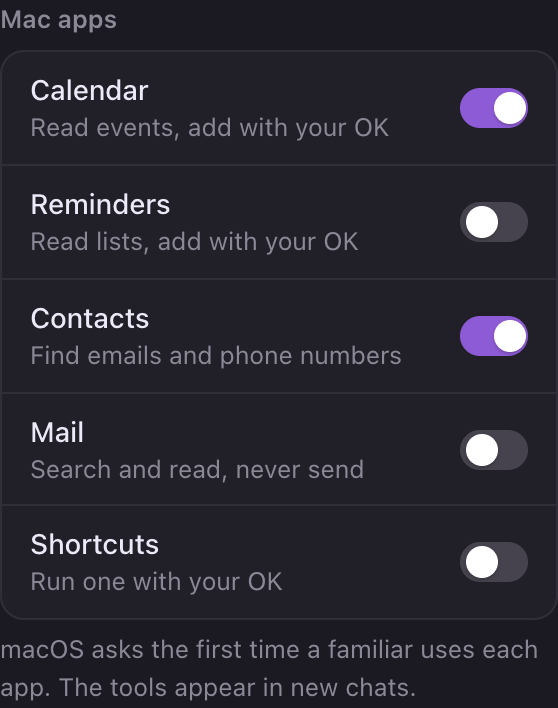 Mac apps
Calendar
Read events, add with your OK
Reminders
Read lists, add with your OK
Contacts
Find emails and phone numbers
Mail
Search and read, never send
Shortcuts
Run one with your OK
macOS asks the first time a familiar uses each
app. The tools appear in new chats.